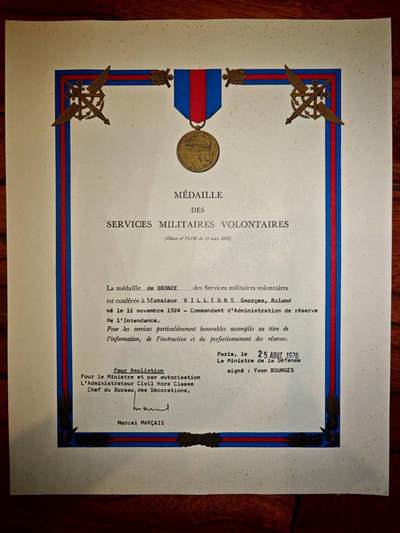 MÉDAILLE
DES
SERVICES MILITAIRES VOLONTAIRES
(Décret n° 75-150 du 13 mars 1975)
La médaille de BRONZE des Services militaires volontaires
est conférée à Monsieur VILLIONS Georges, Roland
né le 16 novembre 1924 - Commandant d'Administration de réserve
de l'Intendance.
Pour les services particulièrement honorables accomplis au titre de
l'information, de l'instruction et du perfectionnement des réserves.
Paris, le 25 AOUT 1976
Le Ministre de la Défense
signé : Yvon BOURGES
Pour Ampliation
Pour le Ministre et par autorisation
L'Administrateur Civil Hors Classe
Chef du Bureau des Décorations,
Marcel MARÇAIS